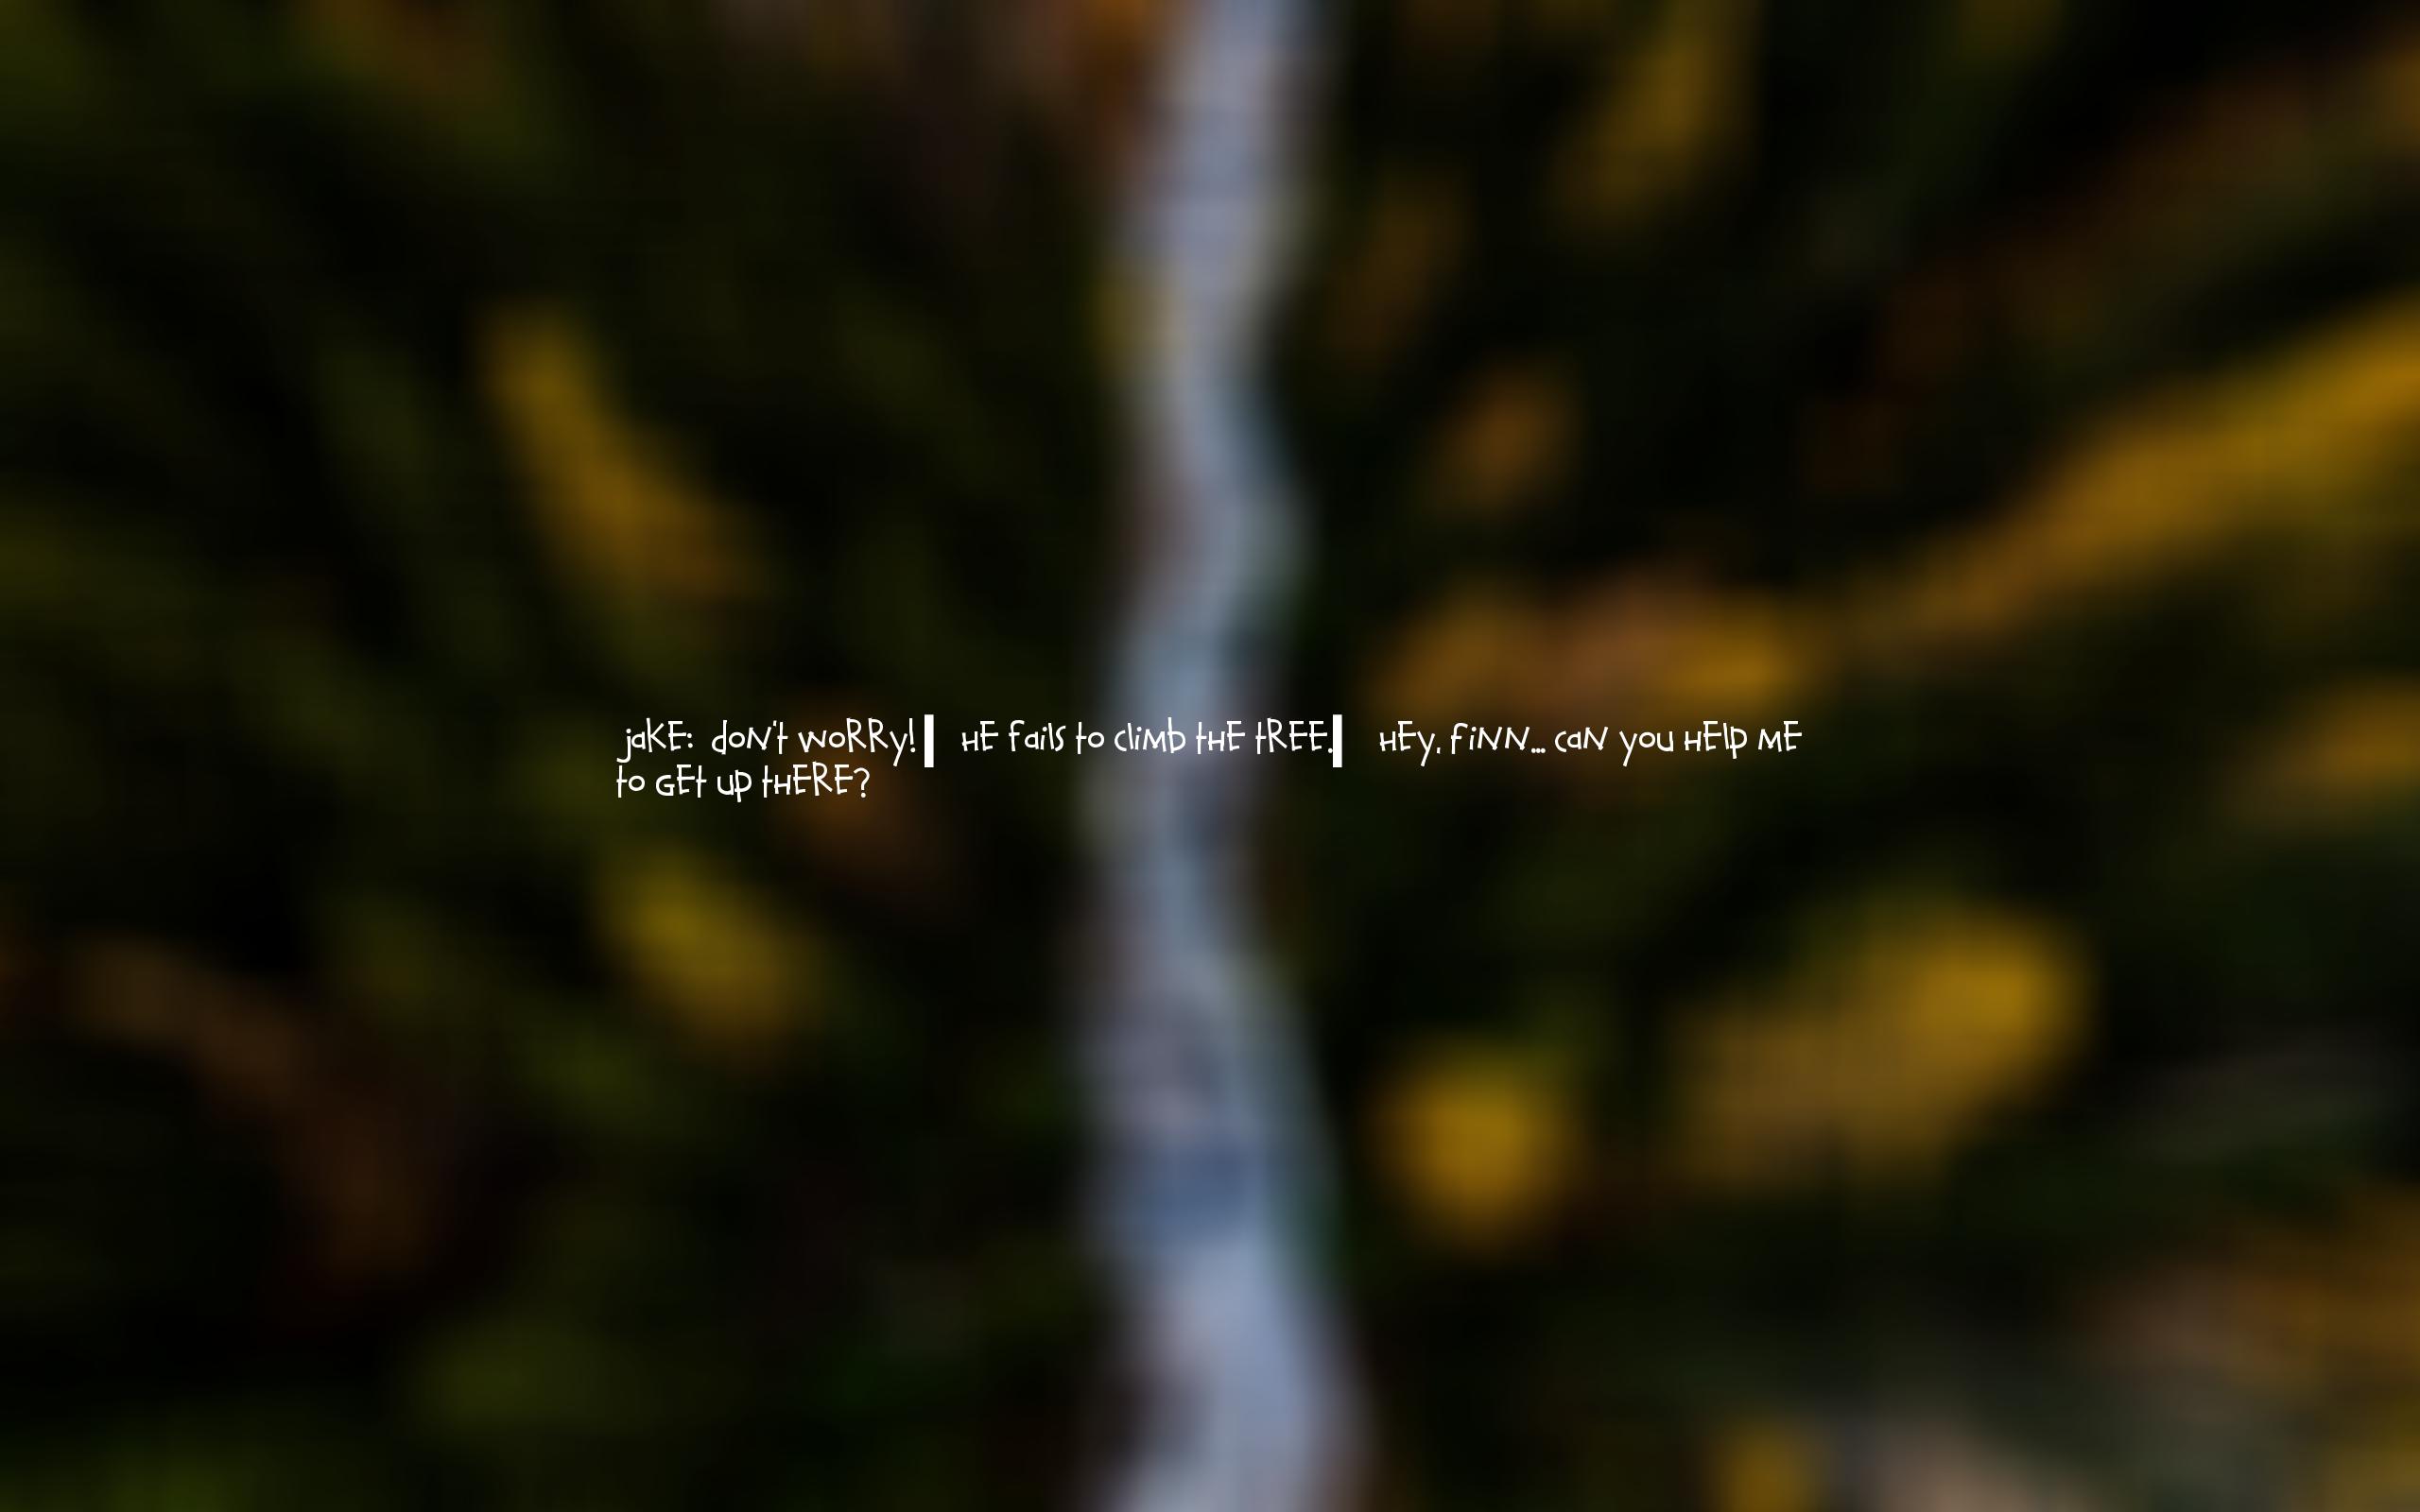 jake: don't worry!▌ He fails to climb the tree.▌ Hey, Finn... can you help me
to get up there?